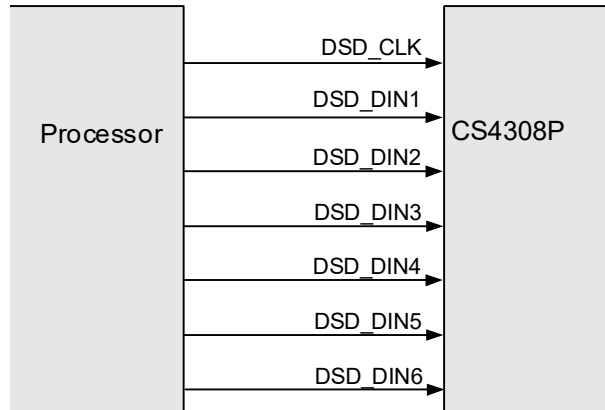 DSD_CLK
DSD_DIN1
Processor
CS4308P
DSD_DIN2
DSD_DIN3
DSD_DIN4
DSD_DIN5
DSD_DIN6